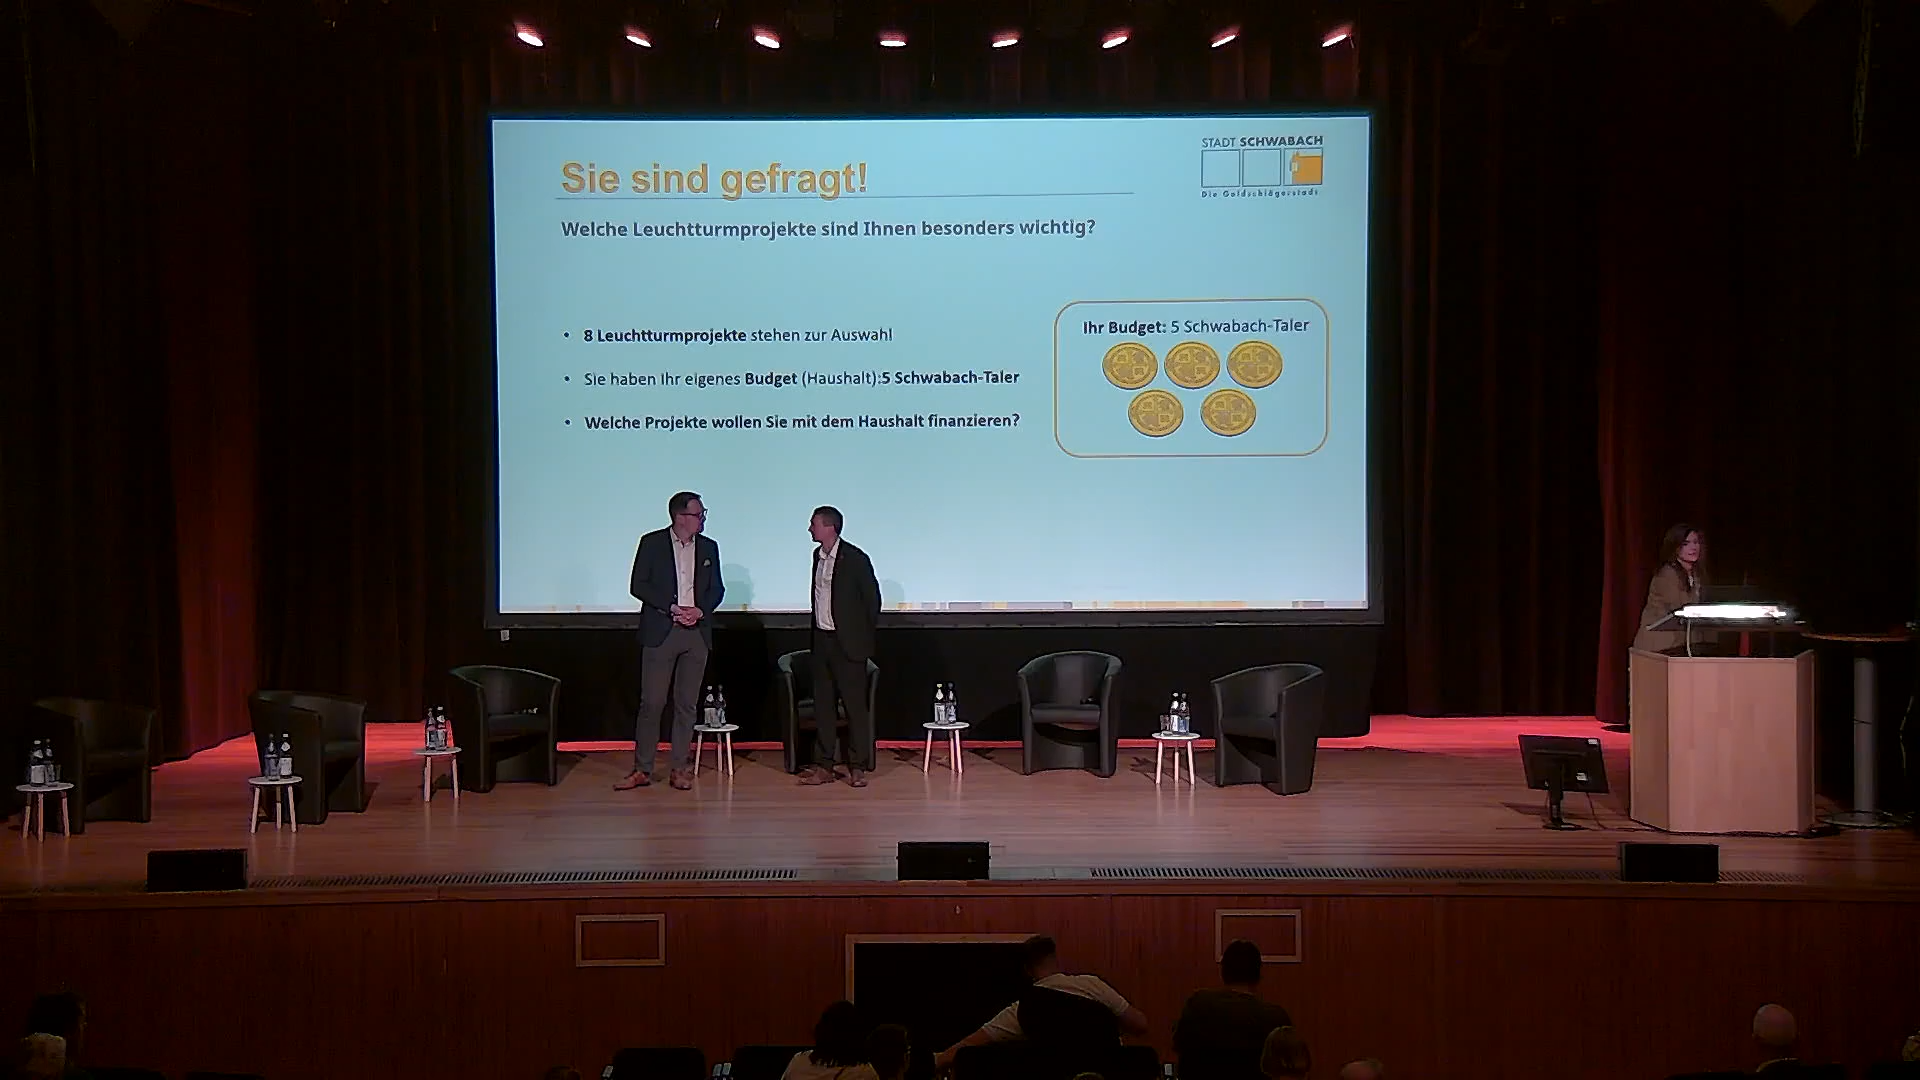 Sie sind gefragt!
STADT SCHWABACH
Die Goldschlägerstadt
Welche Leuchtturmprojekte sind Ihnen besonders wichtig?
• 8 Leuchtturmprojekte stehen zur Auswahl
• Sie haben Ihr eigenes Budget (Haushalt):5 Schwabach-Taler
• Welche Projekte wollen Sie mit dem Haushalt finanzieren?
Ihr Budget: 5 Schwabach-Taler